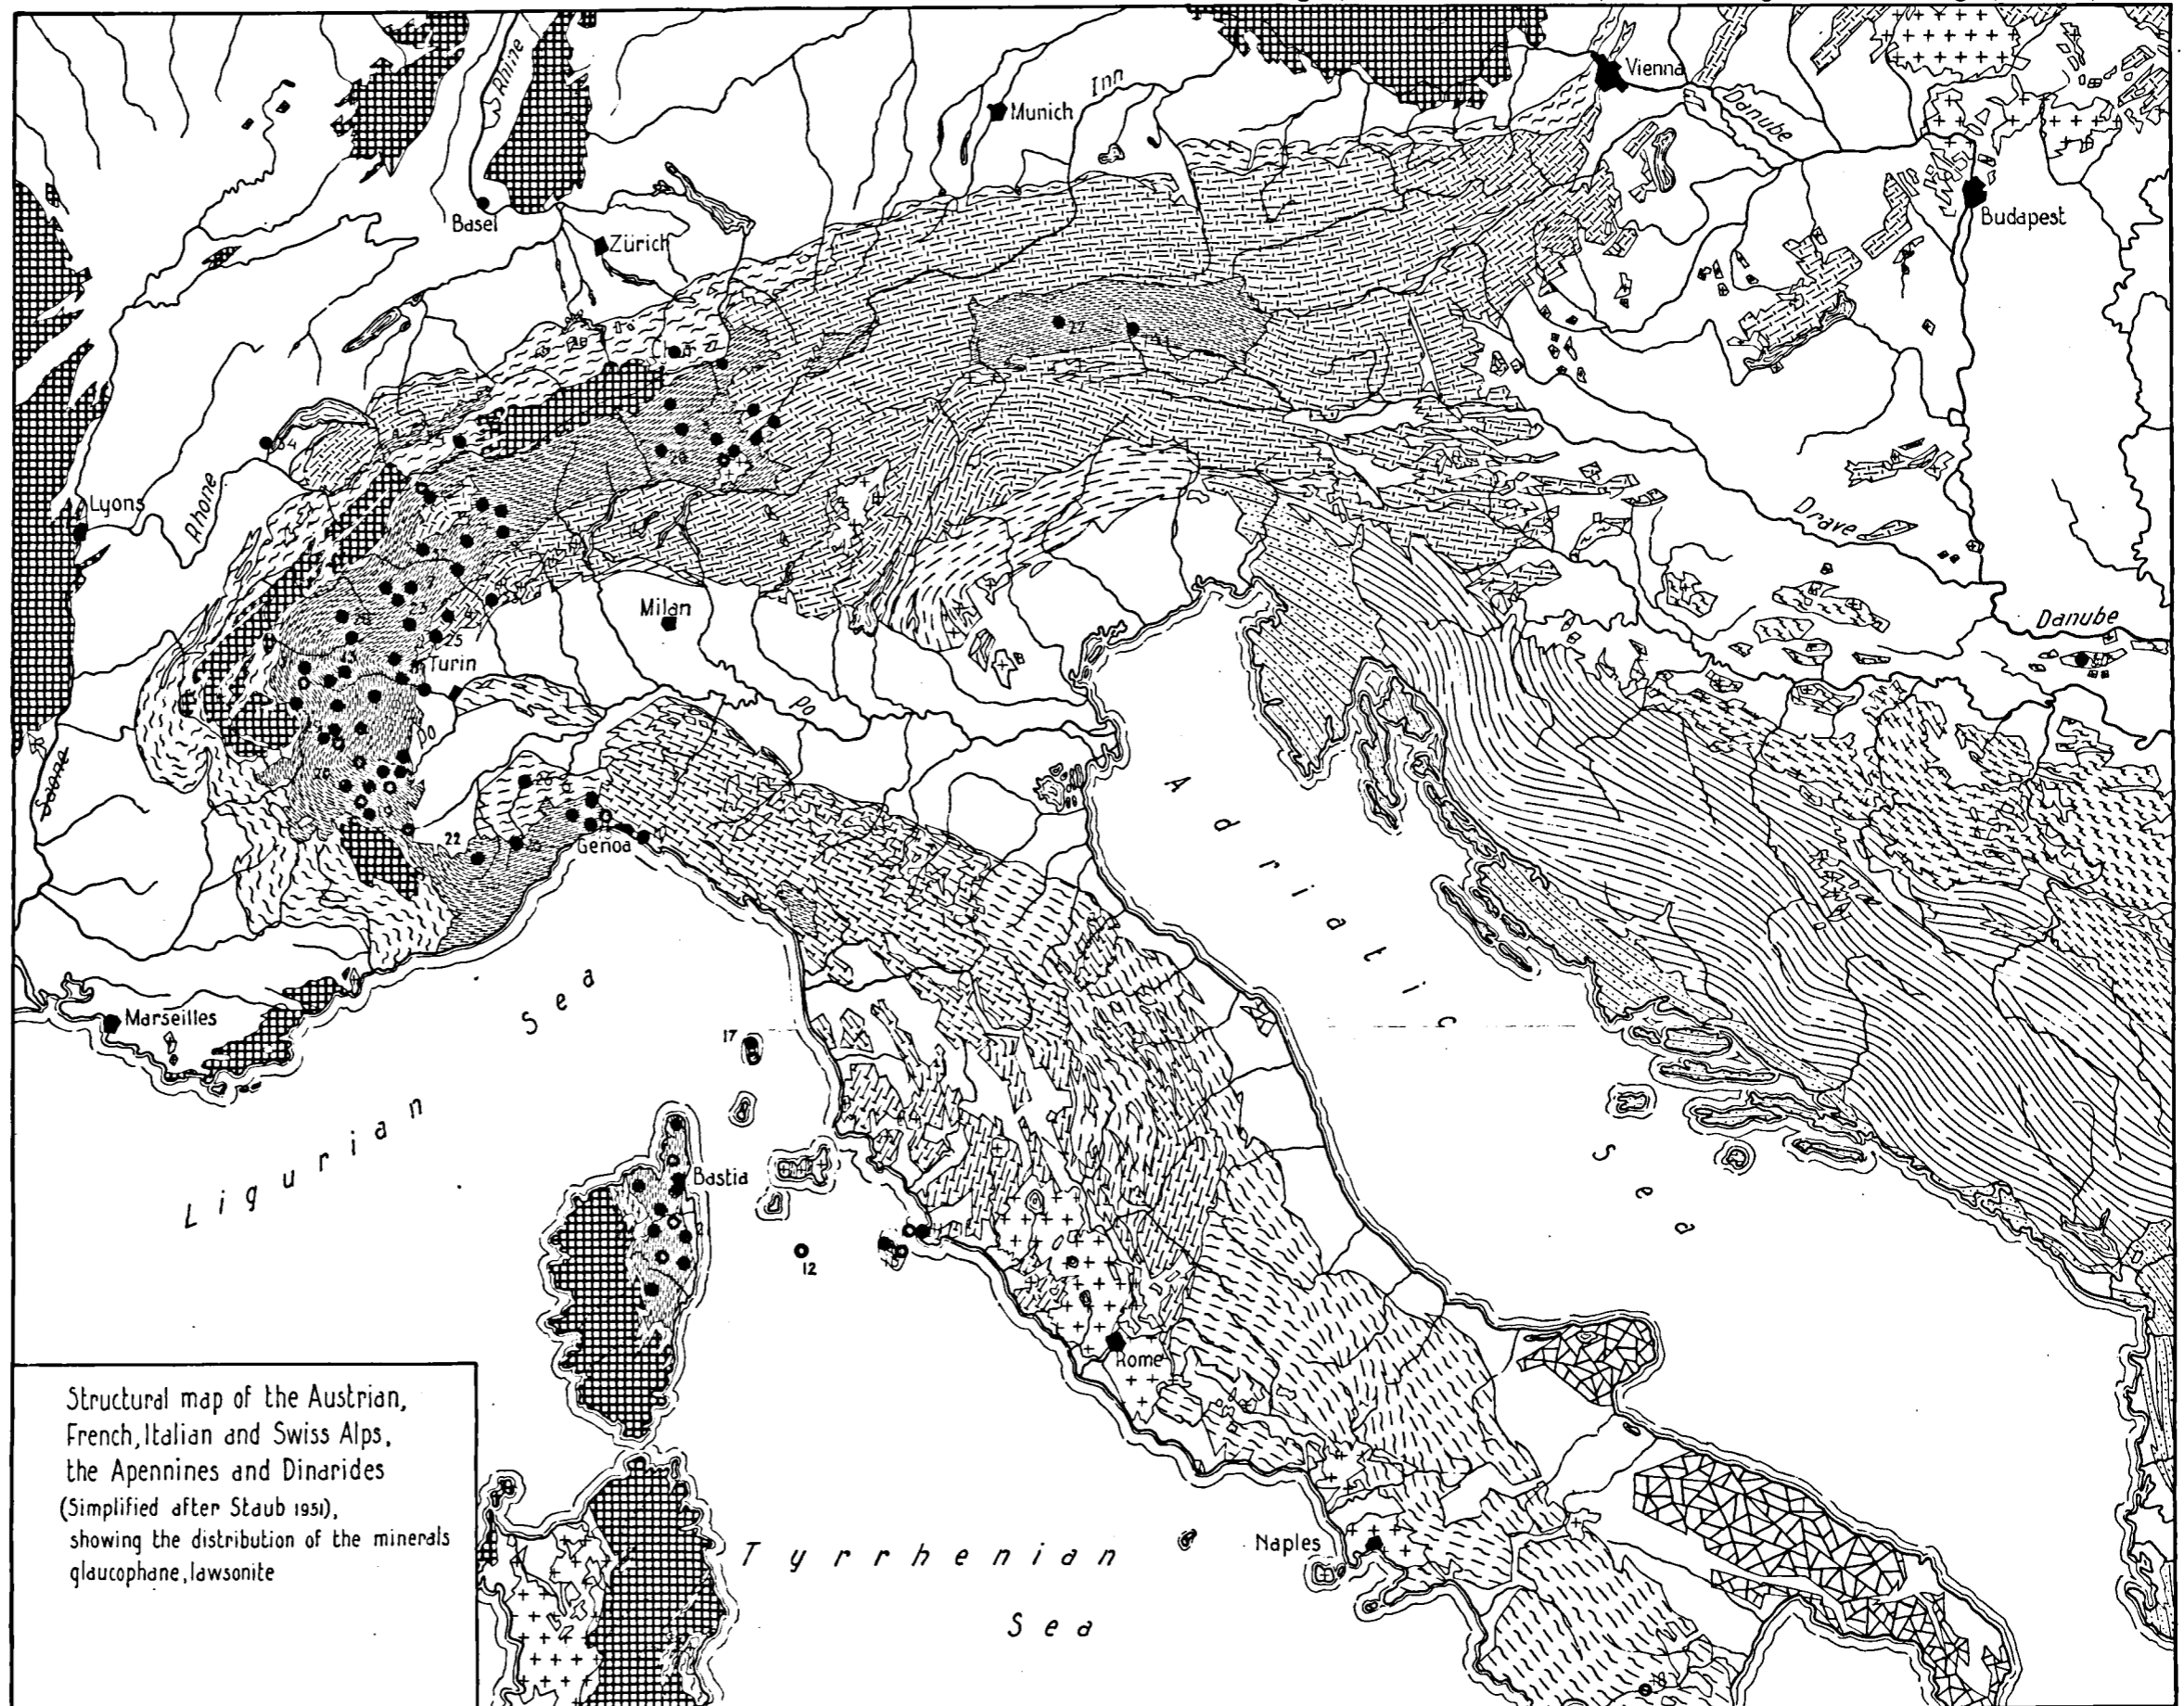 Rhine
Inn
Vienna
Munich
Danube
Basel
Zürich
Budapest
Lyons
Rhone
Drave
Milan
Danube
Turin
25
Po
Saone
22
Genoa
Adriatic
Sea
Marseilles
Ligurian
Sea
17
Bastia
12
Rome
Structural map of the Austrian,
French, Italian and Swiss Alps,
the Apennines and Dinarides
(Simplified after Staub 1951),
showing the distribution of the minerals
glaucophane, lawsonite
Naples
Tyrrhenian
Sea